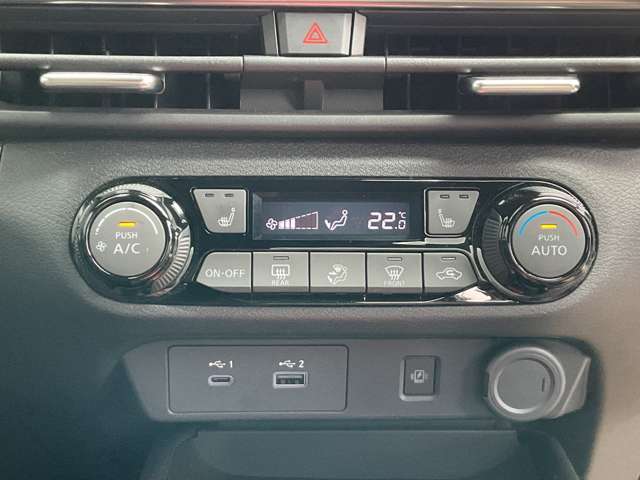 22.0 °C
PUSH
A/C
PUSH
AUTO
ON·OFF
REAR
FRONT
1
2